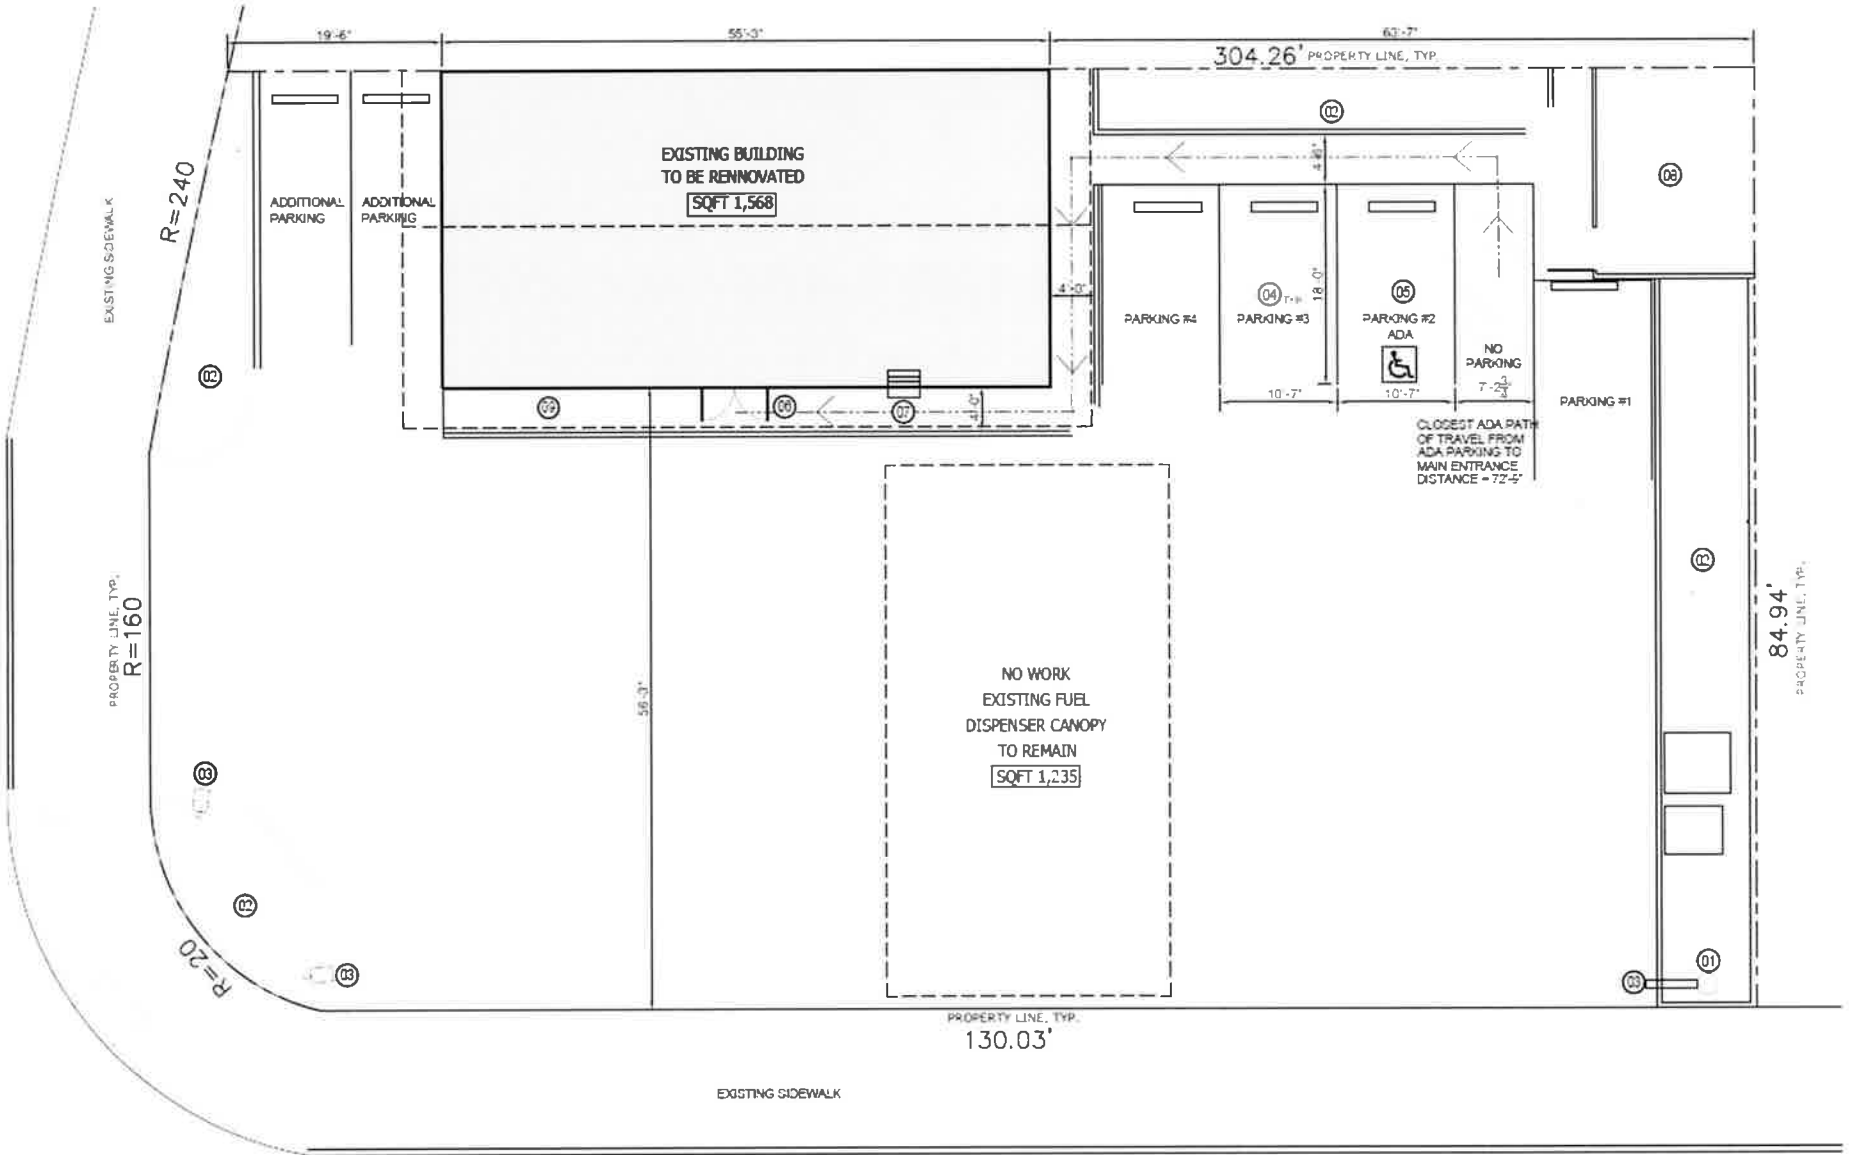 19'-6"
55'-3"
63'-7"
304.26' PROPERTY LINE, TYP.
02
EXISTING BUILDING
TO BE RENNOVATED
SQFT 1,568
R=240
ADDITIONAL
PARKING
ADDITIONAL
PARKING
EXISTING SIDEWALK
08
4'-0"
18'-0"
04
05
PARKING #4
PARKING #3
PARKING #2
ADA
NO
PARKING
10'-7"
10'-7"
PARKING #1
09
06
07
4'-0"
CLOSEST ADA PATH
OF TRAVEL FROM
ADA PARKING TO
MAIN ENTRANCE
PROPERTY LINE, TYP.
R=160
56'-3"
NO WORK
EXISTING FUEL
DISPENSER CANOPY
TO REMAIN
SQFT 1,235
84.94'
PROPERTY LINE, TYP.
03
03
01
03
R=20
PROPERTY LINE, TYP.
130.03'
EXISTING SIDEWALK